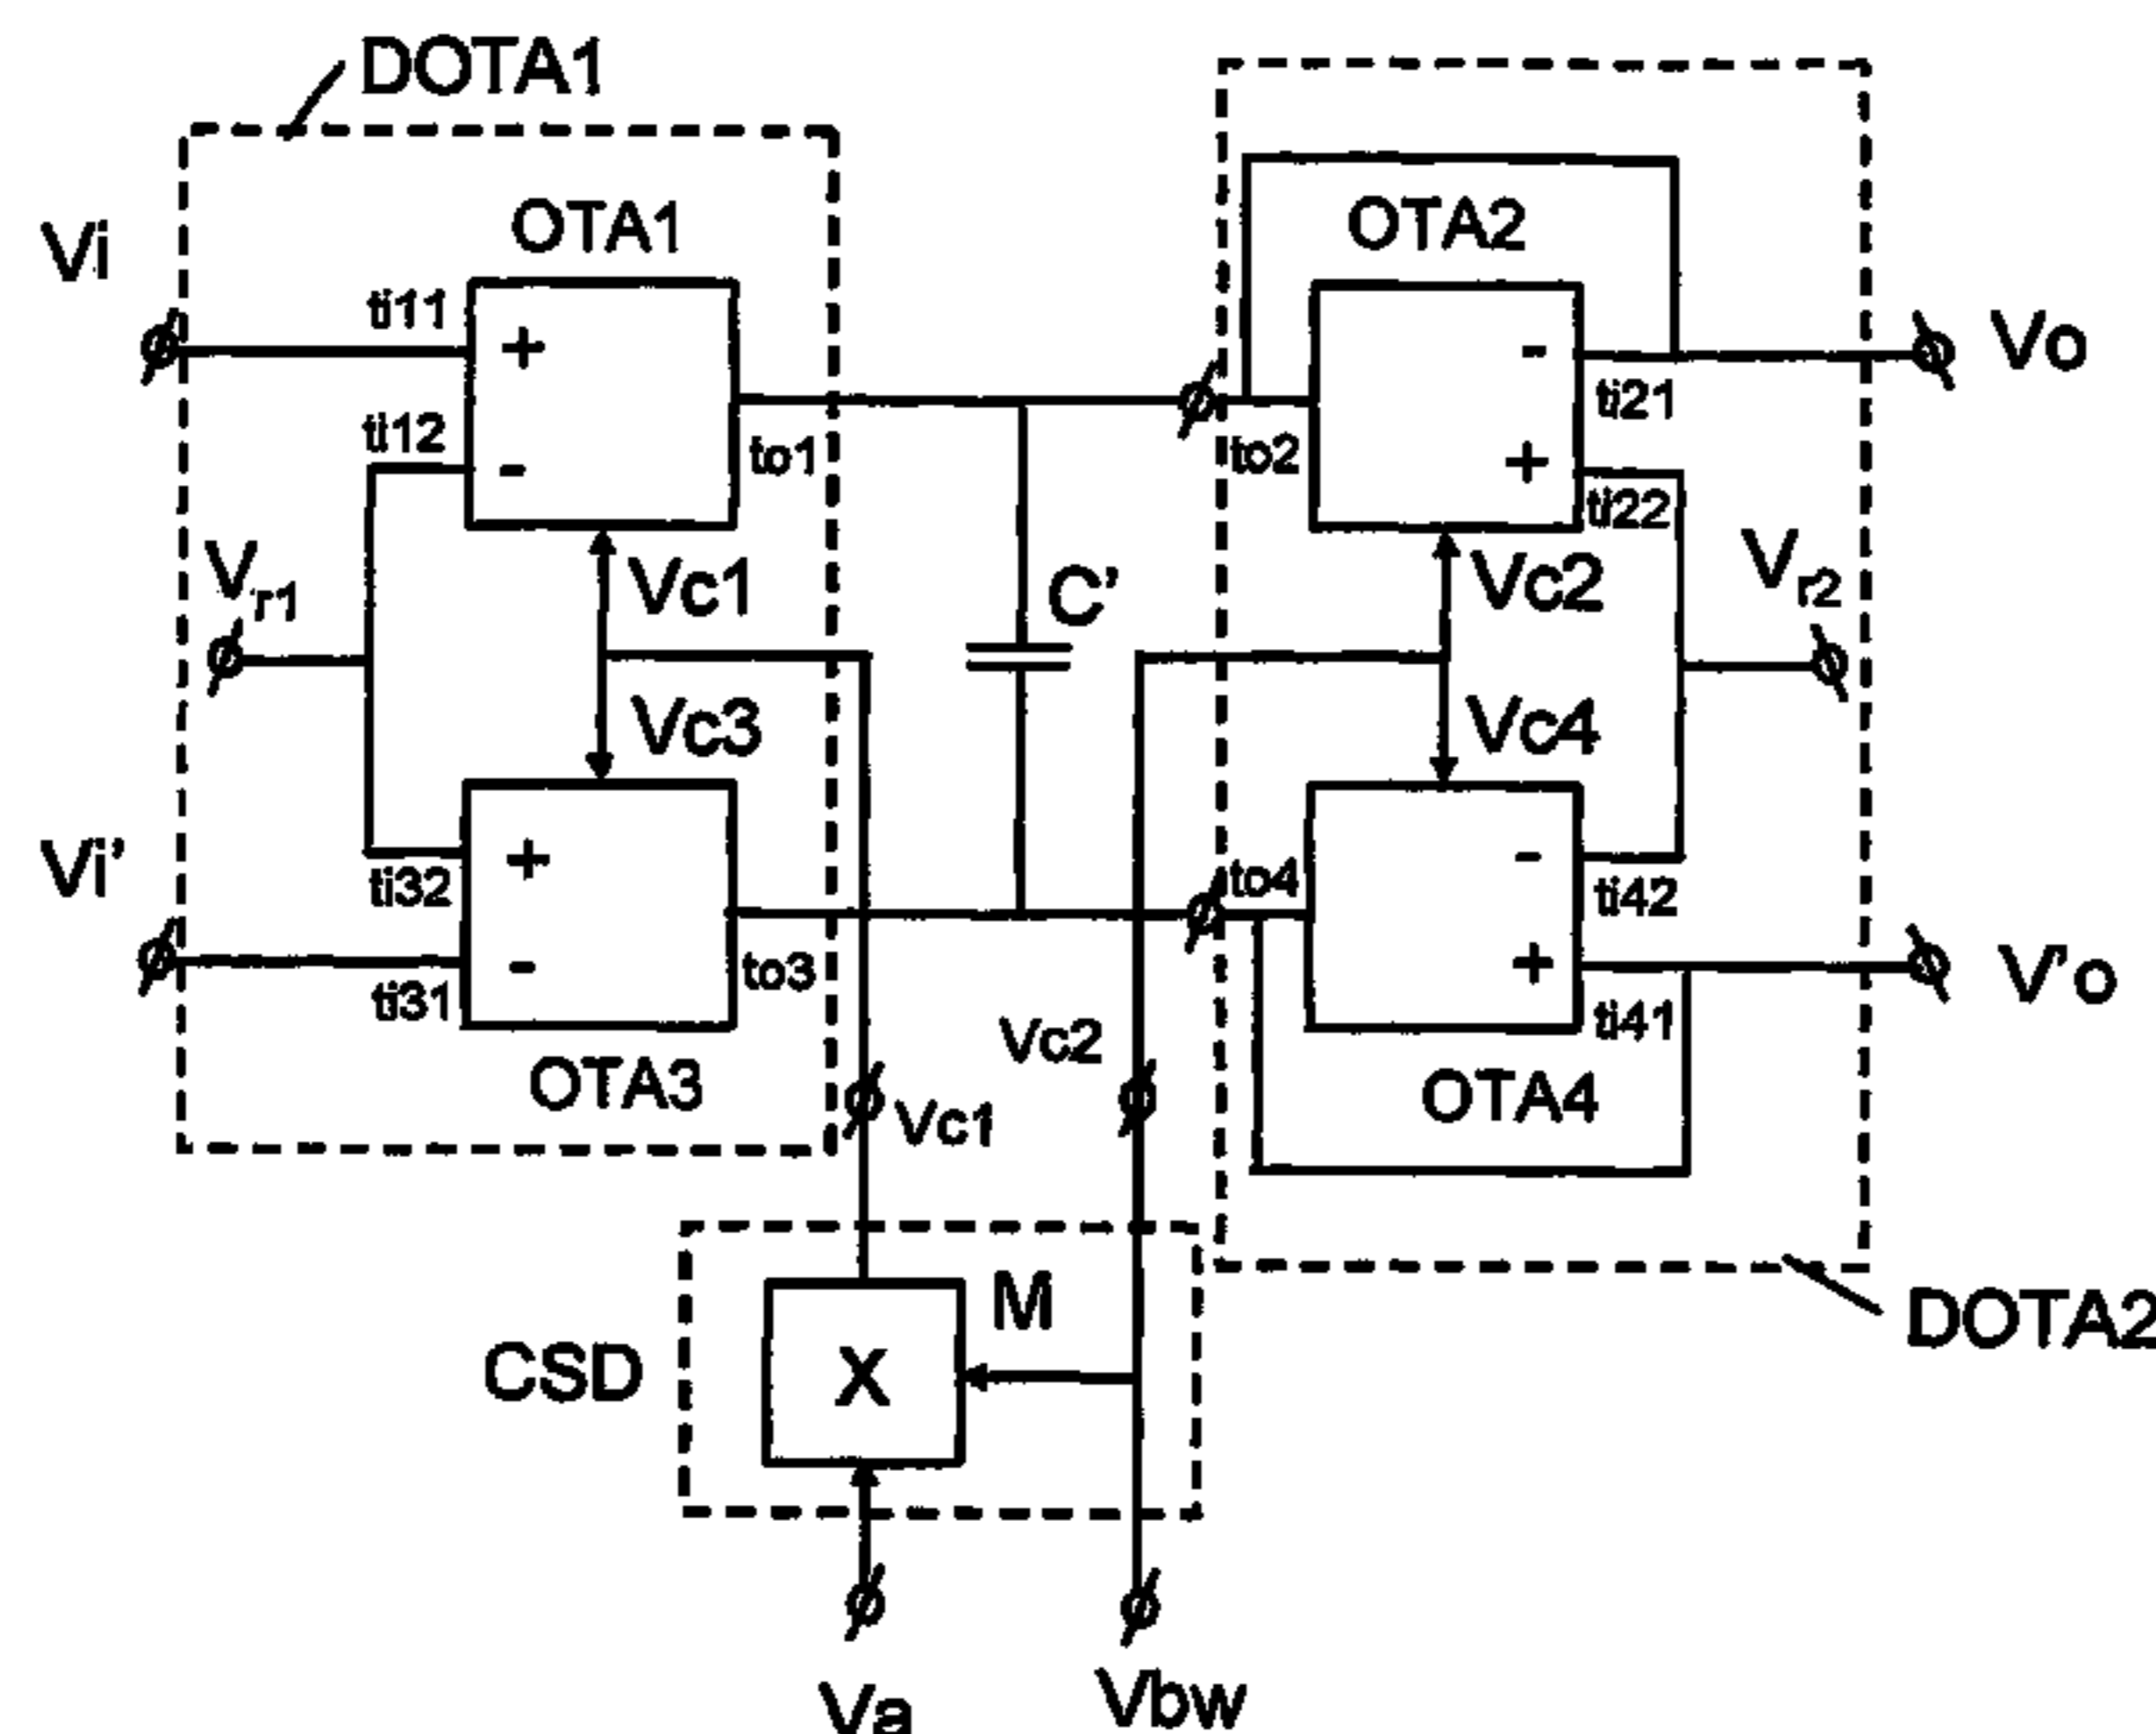 DOTA1
OTA1
OTA2
Vi
ti11
+
-
Vo
ti12
-
to1
to2
ti21
+
ti22
Vr1
Vc1
C'
Vc2
Vr2
Vc3
Vc4
Vi'
+
ti32
to4
-
ti42
-
ti31
to3
+
ti41
V'o
OTA3
Vc2
Vc1
OTA4
M
CSD
X
DOTA2
Va
Vbw